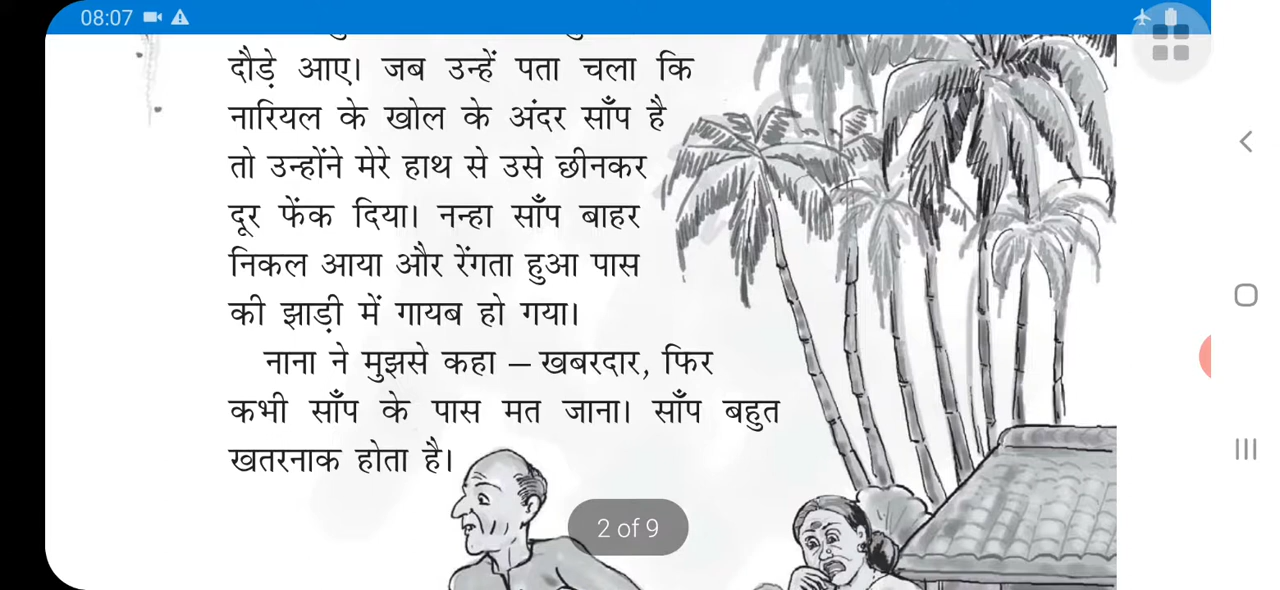 08:07
दौड़े आए। जब उन्हें पता चला कि
नारियल के खोल के अंदर साँप है
तो उन्होंने मेरे हाथ से उसे छीनकर
दूर फेंक दिया। नन्हा साँप बाहर
निकल आया और रेंगता हुआ पास
की झाड़ी में गायब हो गया।
नाना ने मुझसे कहा – खबरदार, फिर
कभी साँप के पास मत जाना। साँप बहुत
खतरनाक होता है।
2 of 9